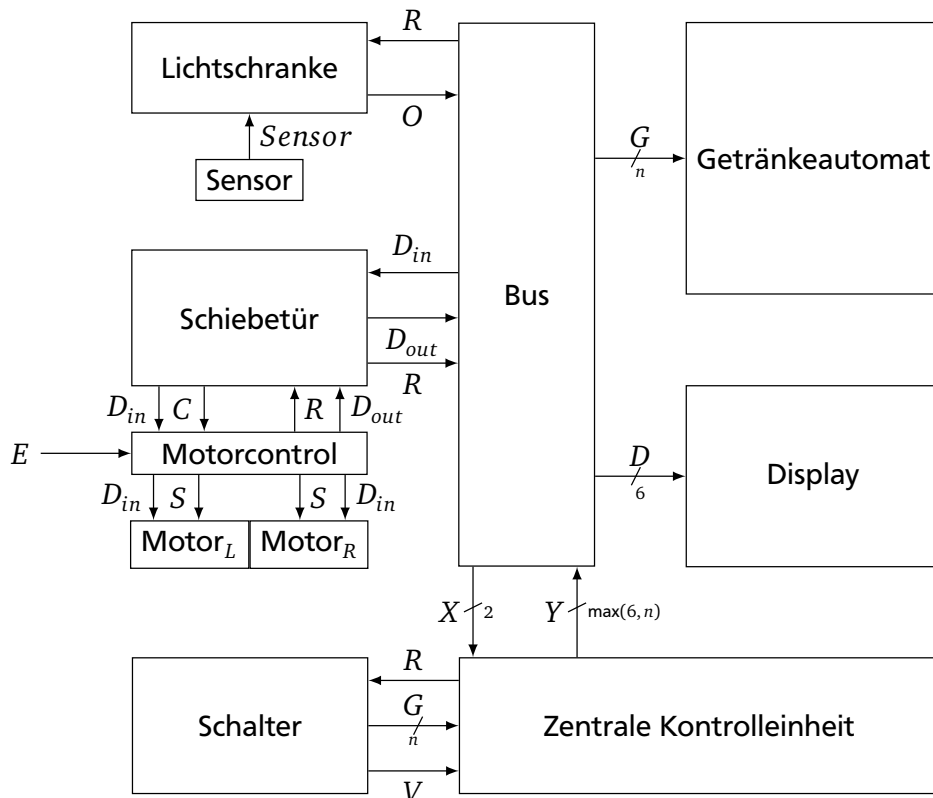 R
Lichtschranke
O
Sensor
Sensor
G
n
Getränkeautomat
D_in
Schiebetür
Bus
D_out
R
D_in C R D_out
E
Motorcontrol
D_in S S D_in
Motor_L Motor_R
D
6
Display
X 2 Y max(6, n)
R
Schalter
G
n
V
Zentrale Kontrolleinheit